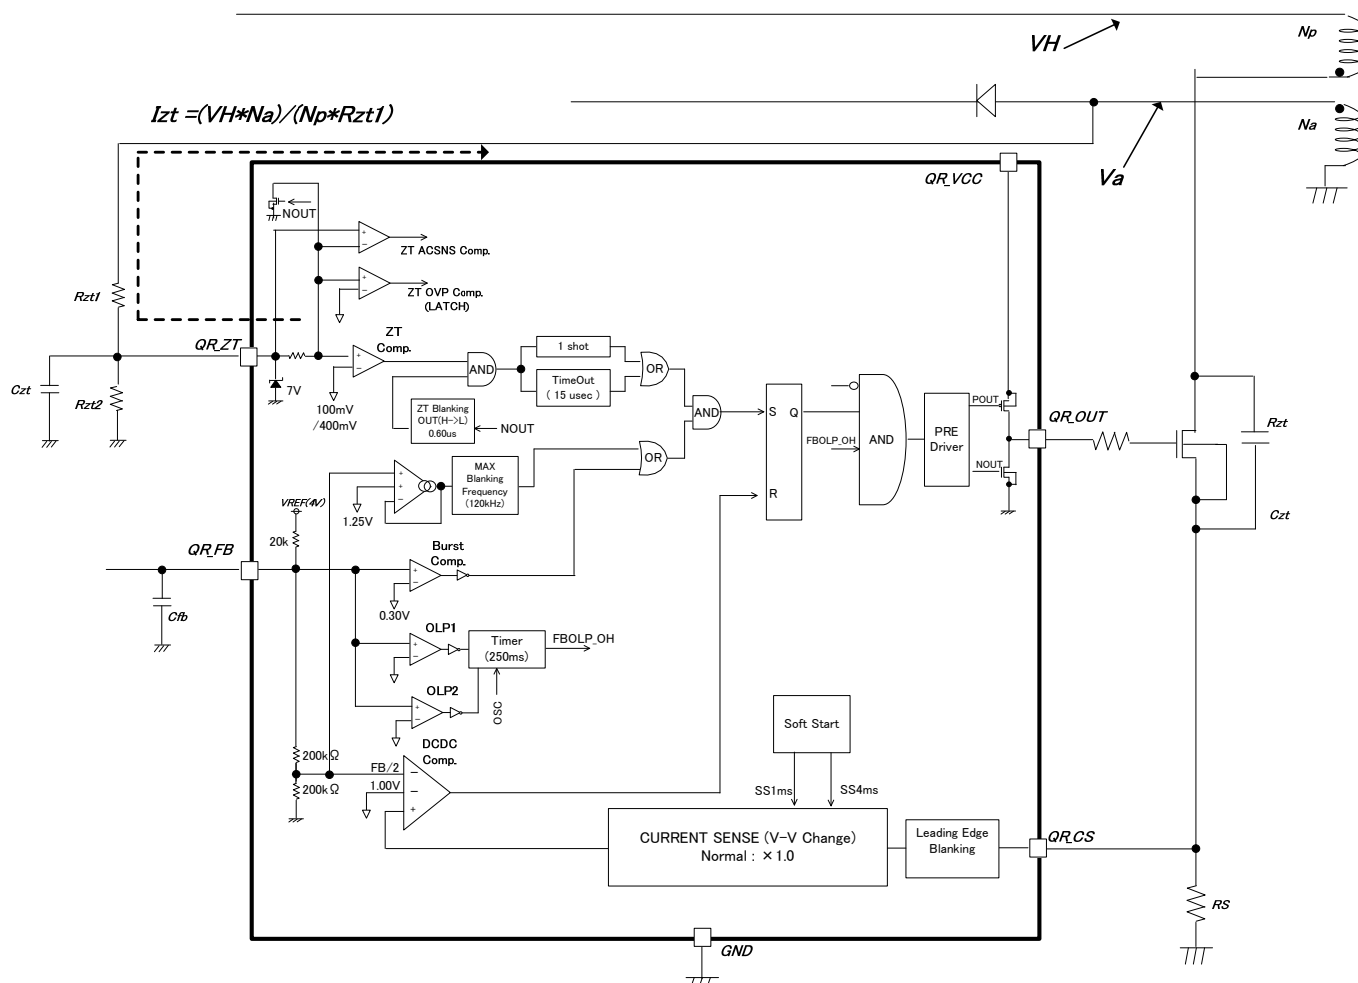 VH
Np
Izt =(VH*Na)/(Np*Rzt1)
Na
Va
QR_VCC
NOUT
ZT ACSNS Comp.
Rzt1
ZT OVP Comp.
(LATCH)
QR_ZT
ZT
Comp.
1 shot
AND
OR
TimeOut
( 15 usec )
Czt
Rzt2
7V
100mV
/400mV
ZT Blanking
OUT(H->L)
0.60us
NOUT
AND
S
Q
R
FBOLP_OH
AND
PRE
Driver
POUT
NOUT
QR_OUT
Rzt
Czt
OR
MAX
Blanking
Frequency
(120kHz)
1.25V
VREF(4V)
20k
QR_FB
Burst
Comp.
0.30V
Cfb
OLP1
Timer
(250ms)
FBOLP_OH
OLP2
OSC
Soft Start
SS1ms
SS4ms
200kΩ
200kΩ
DCDC
Comp.
FB/2
1.00V
CURRENT SENSE (V-V Change)
Normal : ×1.0
Leading Edge
Blanking
QR_CS
RS
GND